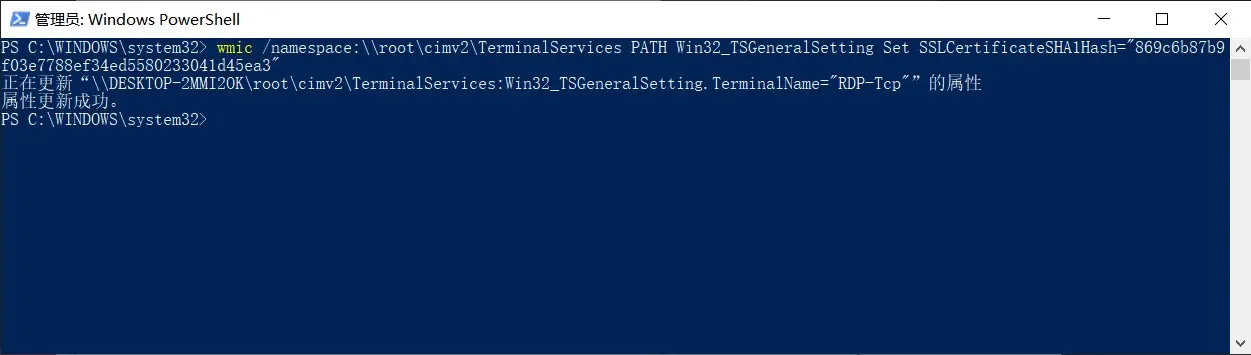 管理员: Windows PowerShell
PS C:\WINDOWS\system32> wmic /namespace:\\root\cimv2\TerminalServices PATH Win32_TSGeneralSetting Set SSLCertificateSHA1Hash="869c6b87b9
f03e7788ef34ed5580233041d45ea3"
正在更新“\\DESKTOP-2MMI2OK\root\cimv2\TerminalServices:Win32_TSGeneralSetting.TerminalName="RDP-Tcp"”的属性
属性更新成功。
PS C:\WINDOWS\system32>